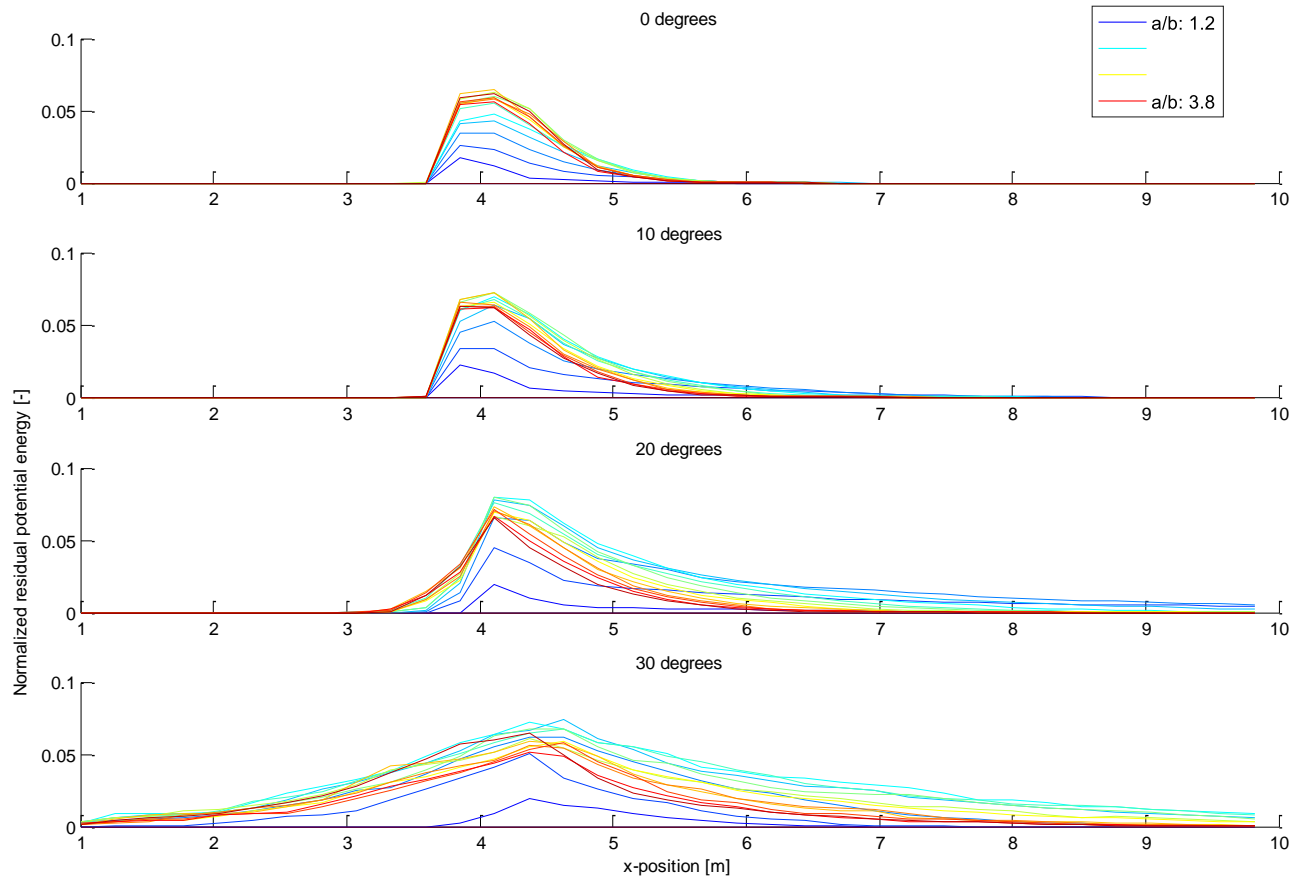 0 degrees
a/b: 1.2
a/b: 3.8
0.1
0.05
0
1 2 3 4 5 6 7 8 9 10
10 degrees
0.1
0.05
0
1 2 3 4 5 6 7 8 9 10
20 degrees
0.1
0.05
0
1 2 3 4 5 6 7 8 9 10
30 degrees
0.1
0.05
0
1 2 3 4 5 6 7 8 9 10
x-position [m]
Normalized residual potential energy [-]